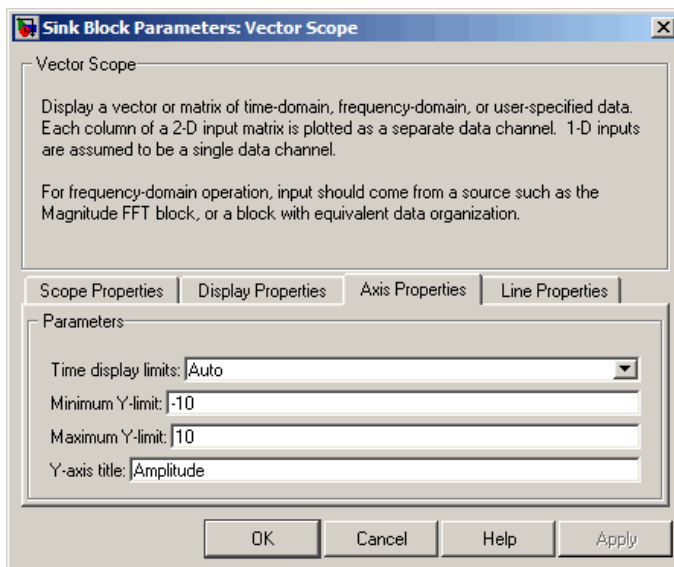 Sink Block Parameters: Vector Scope
Vector Scope
Display a vector or matrix of time-domain, frequency-domain, or user-specified data.
Each column of a 2-D input matrix is plotted as a separate data channel.  1-D inputs
are assumed to be a single data channel.
For frequency-domain operation, input should come from a source such as the
Magnitude FFT block, or a block with equivalent data organization.
Scope Properties Display Properties Axis Properties Line Properties
Parameters
Time display limits: Auto
Minimum Y-limit: -10
Maximum Y-limit: 10
Y-axis title: Amplitude
OK Cancel Help Apply